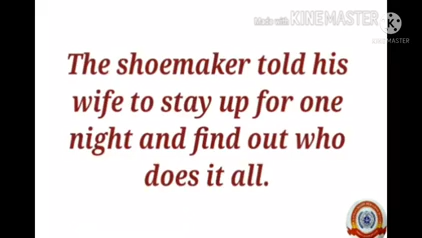 Made with KINEMASTER
KINEMASTER
The shoemaker told his
wife to stay up for one
night and find out who
does it all.